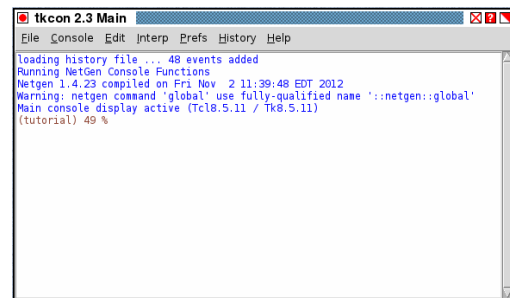 tkcon 2.3 Main
File Console Edit Interp Prefs History Help
loading history file ... 48 events added
Running NetGen Console Functions
Netgen 1.4.23 compiled on Fri Nov  2 11:39:48 EDT 2012
Warning: netgen command 'global' use fully-qualified name '::netgen::global'
Main console display active (Tcl8.5.11 / Tk8.5.11)
(tutorial) 49 %